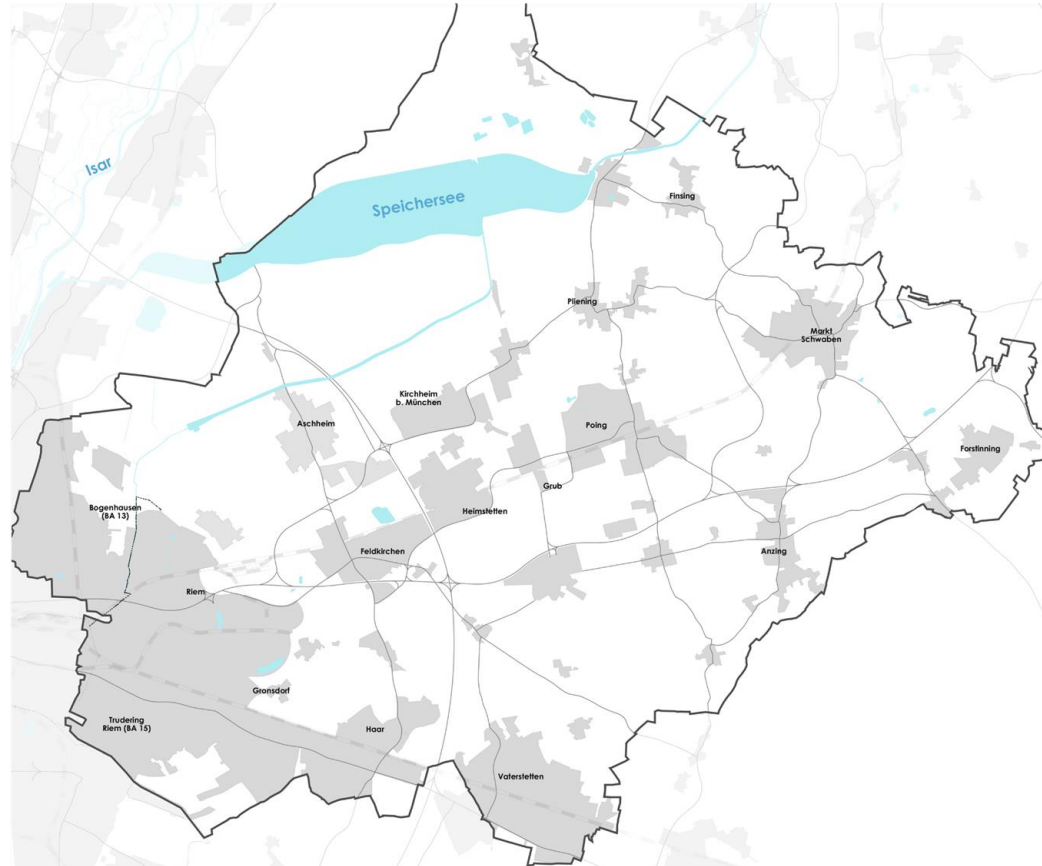 Isar
Speichersee
Finsing
Pliening
Markt
Schwaben
Kirchheim
b. München
Aschheim
Poing
Forstinning
Grub
Bogenhausen
(BA 13)
Heimstetten
Feldkirchen
Anzing
Riem
Gronsdorf
Trudering
Riem (BA 15)
Haar
Vaterstetten